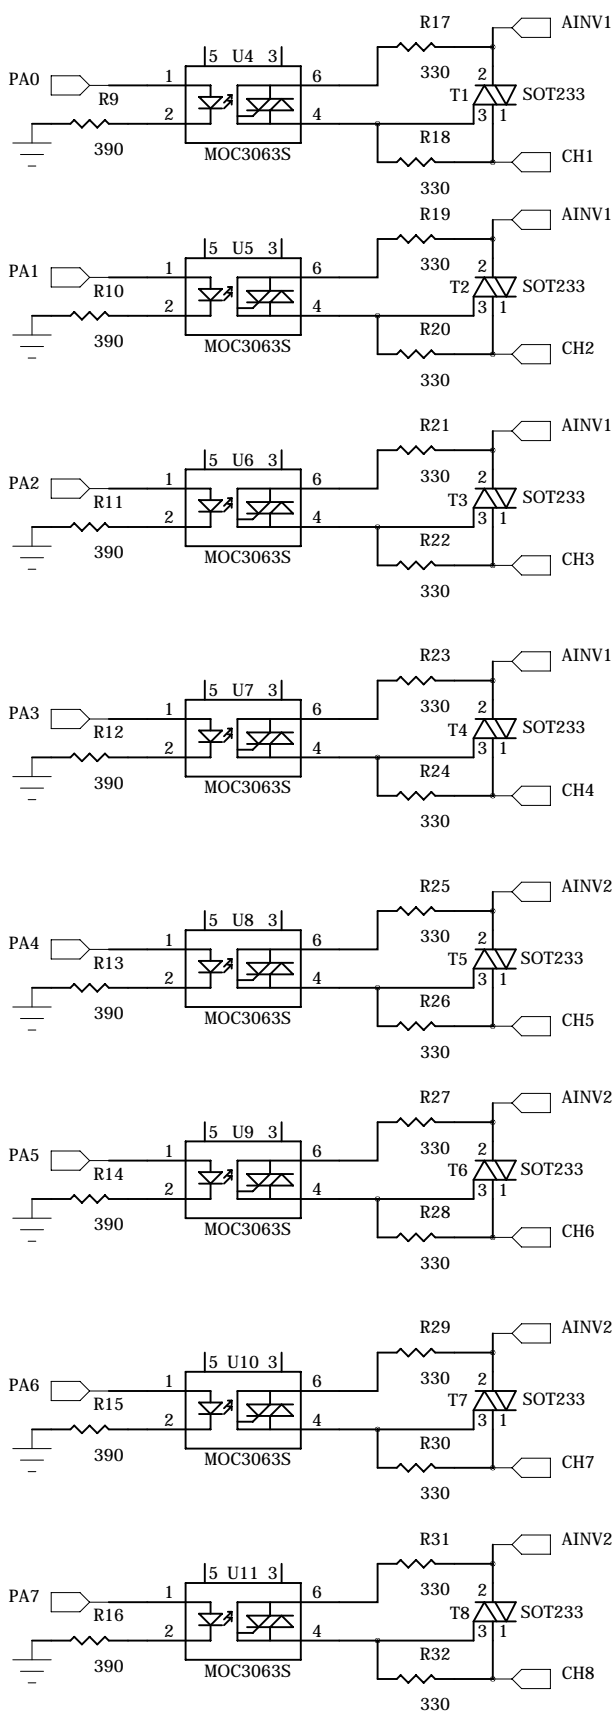 R17 AINV1
5 U4 3
PA0 1 6 330 2
R9 T1 SOT233
2 4 3 1
390 MOC3063S R18 CH1
330
R19 AINV1
5 U5 3
PA1 1 6 330 2
R10 T2 SOT233
2 4 3 1
390 MOC3063S R20 CH2
330
R21 AINV1
5 U6 3
PA2 1 6 330 2
R11 T3 SOT233
2 4 3 1
390 MOC3063S R22 CH3
330
R23 AINV1
5 U7 3
PA3 1 6 330 2
R12 T4 SOT233
2 4 3 1
390 MOC3063S R24 CH4
330
R25 AINV2
5 U8 3
PA4 1 6 330 2
R13 T5 SOT233
2 4 3 1
390 MOC3063S R26 CH5
330
R27 AINV2
5 U9 3
PA5 1 6 330 2
R14 T6 SOT233
2 4 3 1
390 MOC3063S R28 CH6
330
R29 AINV2
5 U10 3
PA6 1 6 330 2
R15 T7 SOT233
2 4 3 1
390 MOC3063S R30 CH7
330
R31 AINV2
5 U11 3
PA7 1 6 330 2
R16 T8 SOT233
2 4 3 1
390 MOC3063S R32 CH8
330